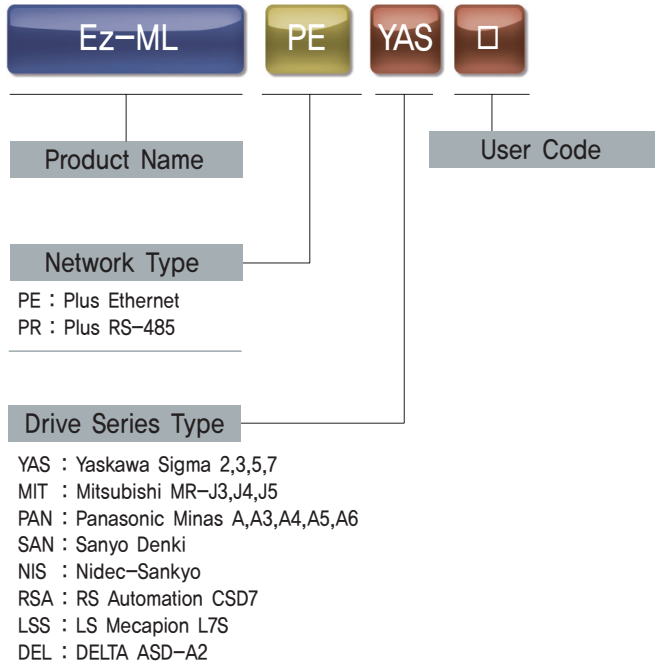 Ez-ML PE YAS □
Product Name
User Code
Network Type
PE : Plus Ethernet
PR : Plus RS-485
Drive Series Type
YAS : Yaskawa Sigma 2,3,5,7
MIT : Mitsubishi MR-J3,J4,J5
PAN : Panasonic Minas A,A3,A4,A5,A6
SAN : Sanyo Denki
NIS : Nidec-Sankyo
RSA : RS Automation CSD7
LSS : LS Mecapion L7S
DEL : DELTA ASD-A2